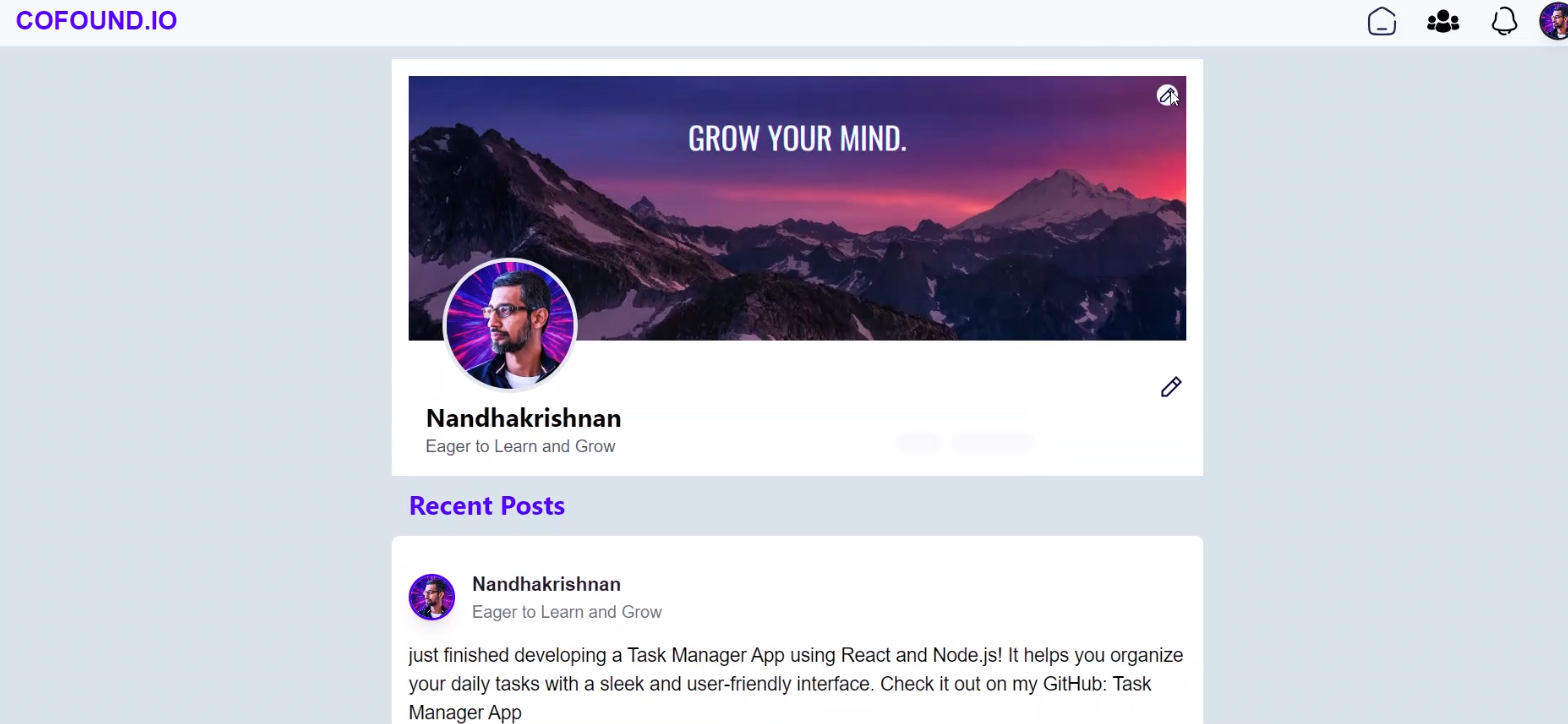 COFOUND.IO
GROW YOUR MIND.
Nandhakrishnan
Eager to Learn and Grow
Recent Posts
Nandhakrishnan
Eager to Learn and Grow
just finished developing a Task Manager App using React and Node.js! It helps you organize
your daily tasks with a sleek and user-friendly interface. Check it out on my GitHub: Task
Manager App